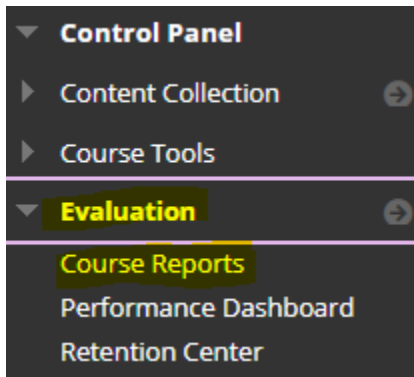 Control Panel
Content Collection
Course Tools
Evaluation
Course Reports
Performance Dashboard
Retention Center